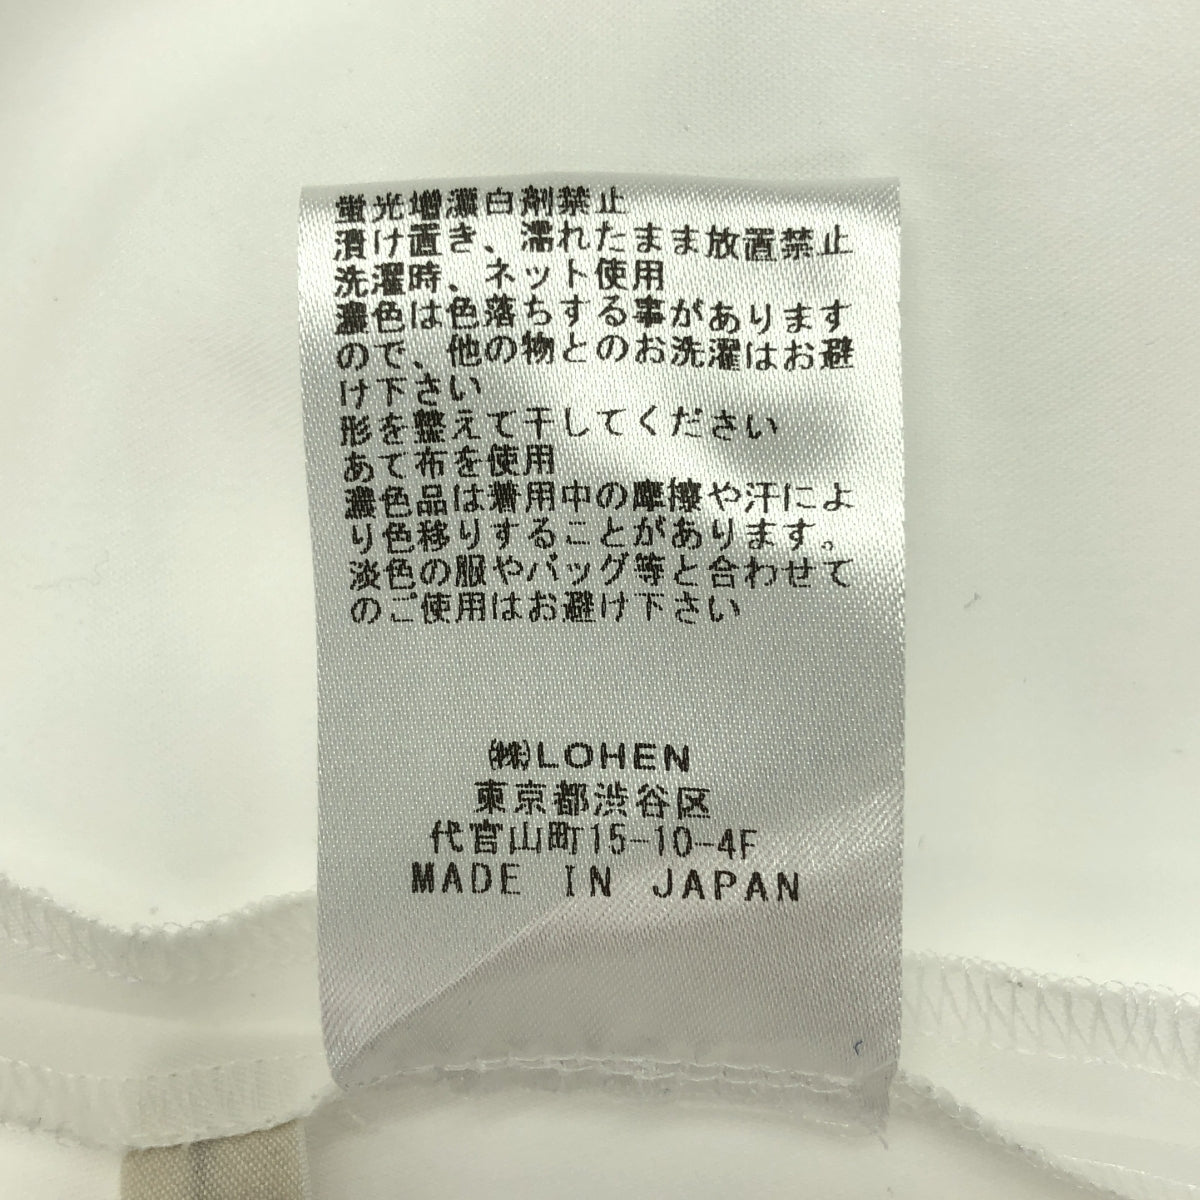 蛍光増白剤禁止
漬け置き、濡れたまま放置禁止
洗濯時、ネット使用
濃色は色落ちする事があります
ので、他の物とのお洗濯はお避
け下さい
形を整えて干してください
あて布を使用
濃色品は着用中の摩擦や汗によ
り色移りすることがあります。
淡色の服やバッグ等と合わせて
のご使用はお避け下さい
㈱LOHEN
東京都渋谷区
代官山町15-10-4F
MADE IN JAPAN